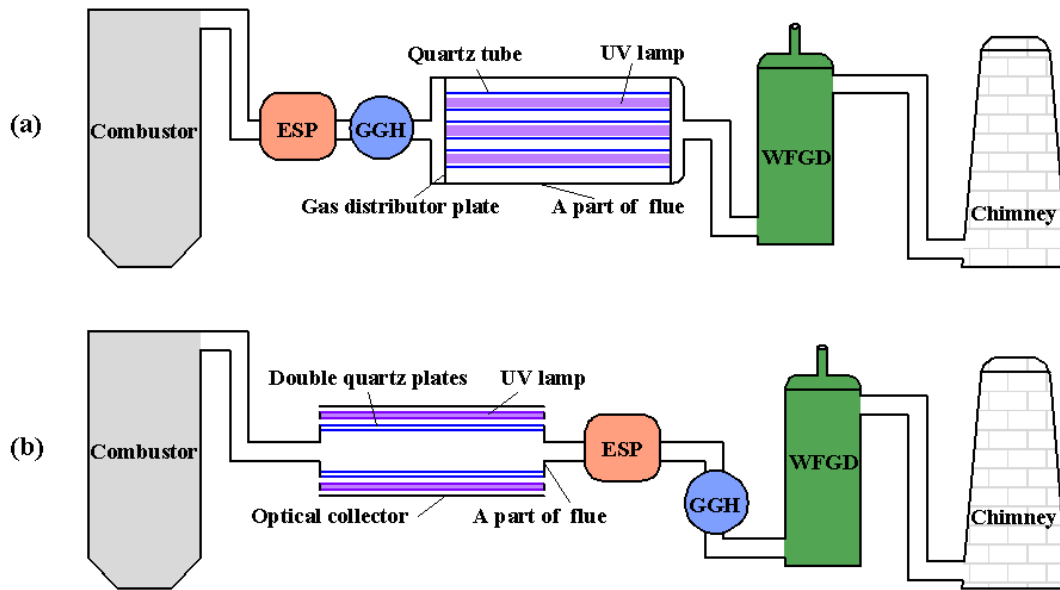 (a)
Combustor
ESP
GGH
Quartz tube
UV lamp
Gas distributor plate
A part of flue
WFGD
Chimney
(b)
Combustor
Double quartz plates
UV lamp
Optical collector
A part of flue
ESP
GGH
WFGD
Chimney